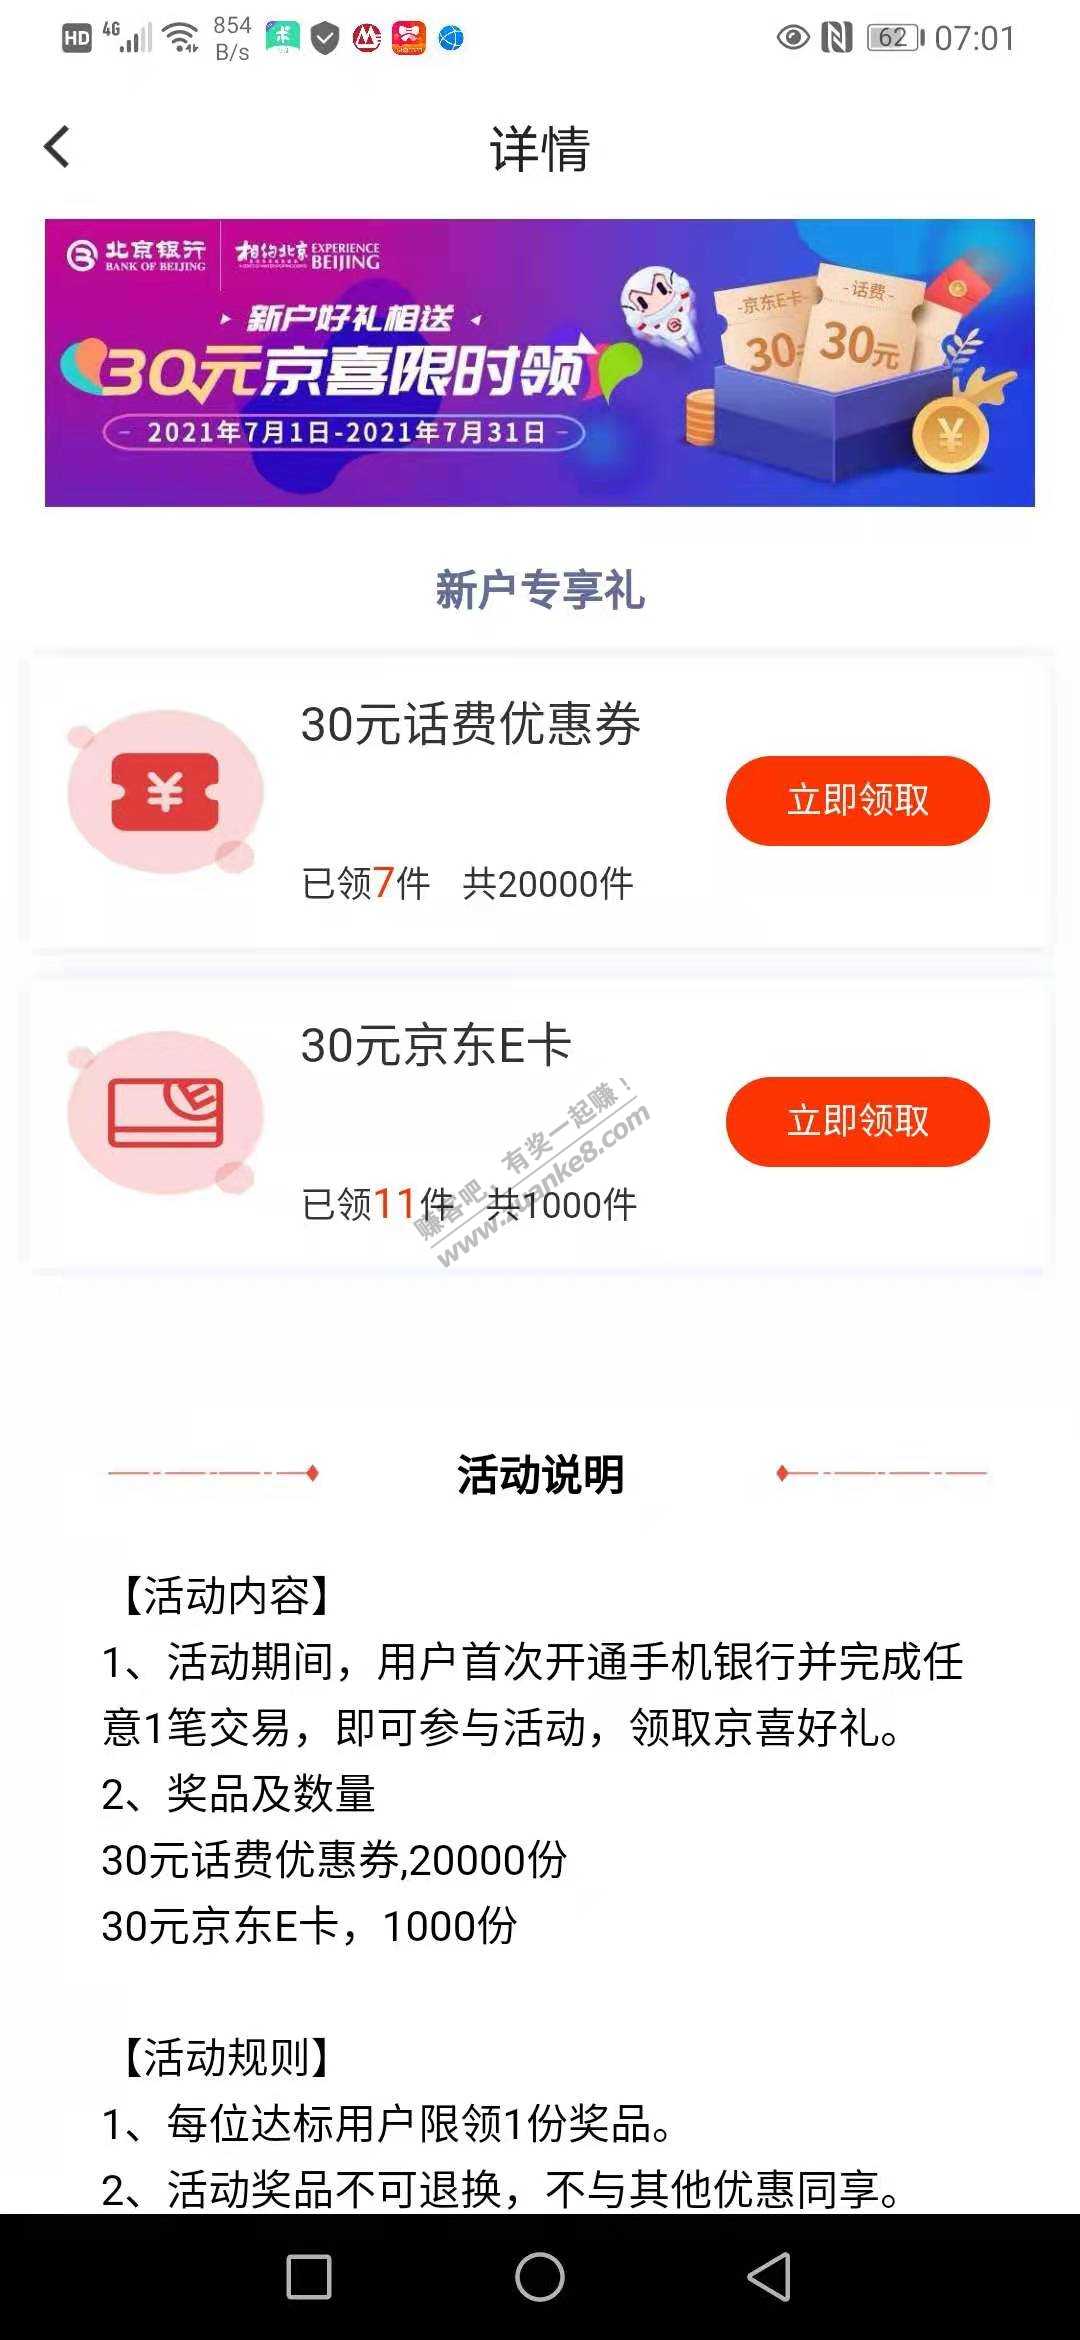 HD 4G 854 B/s 62 07:01
详情
北京银行 BANK OF BEIJING 相约北京 EXPERIENCE BEIJING
新户好礼相送
30元京喜限时领
2021年7月1日-2021年7月31日
-京东E卡-
30元
-话费-
30元
新户专享礼
30元话费优惠券
立即领取
已领7件 共20000件
30元京东E卡
立即领取
已领11件 共1000件
赚客吧，有奖一起赚！
www.zuanke8.com
活动说明
【活动内容】
1、活动期间，用户首次开通手机银行并完成任
意1笔交易，即可参与活动，领取京喜好礼。
2、奖品及数量
30元话费优惠券,20000份
30元京东E卡，1000份
【活动规则】
1、每位达标用户限领1份奖品。
2、活动奖品不可退换，不与其他优惠同享。